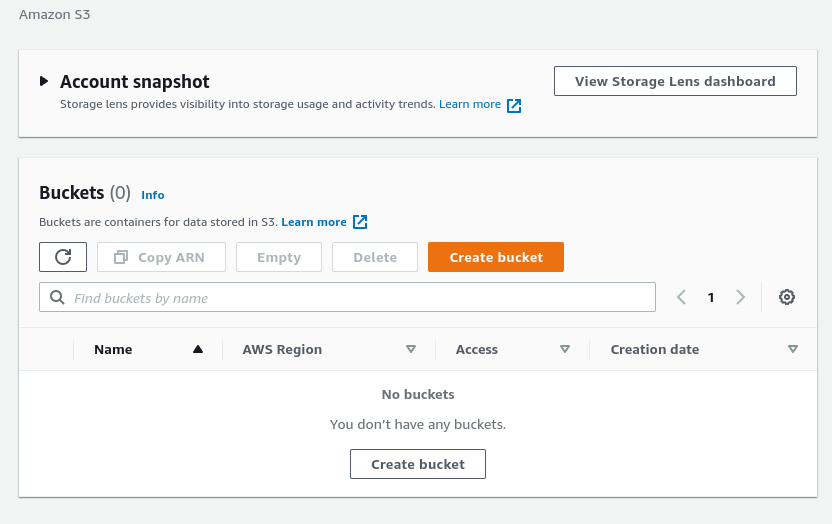 Amazon S3
Account snapshot
View Storage Lens dashboard
Storage lens provides visibility into storage usage and activity trends. Learn more
Buckets (0) Info
Buckets are containers for data stored in S3. Learn more
Copy ARN Empty Delete Create bucket
Find buckets by name 1
Name AWS Region Access Creation date
No buckets
You don't have any buckets.
Create bucket